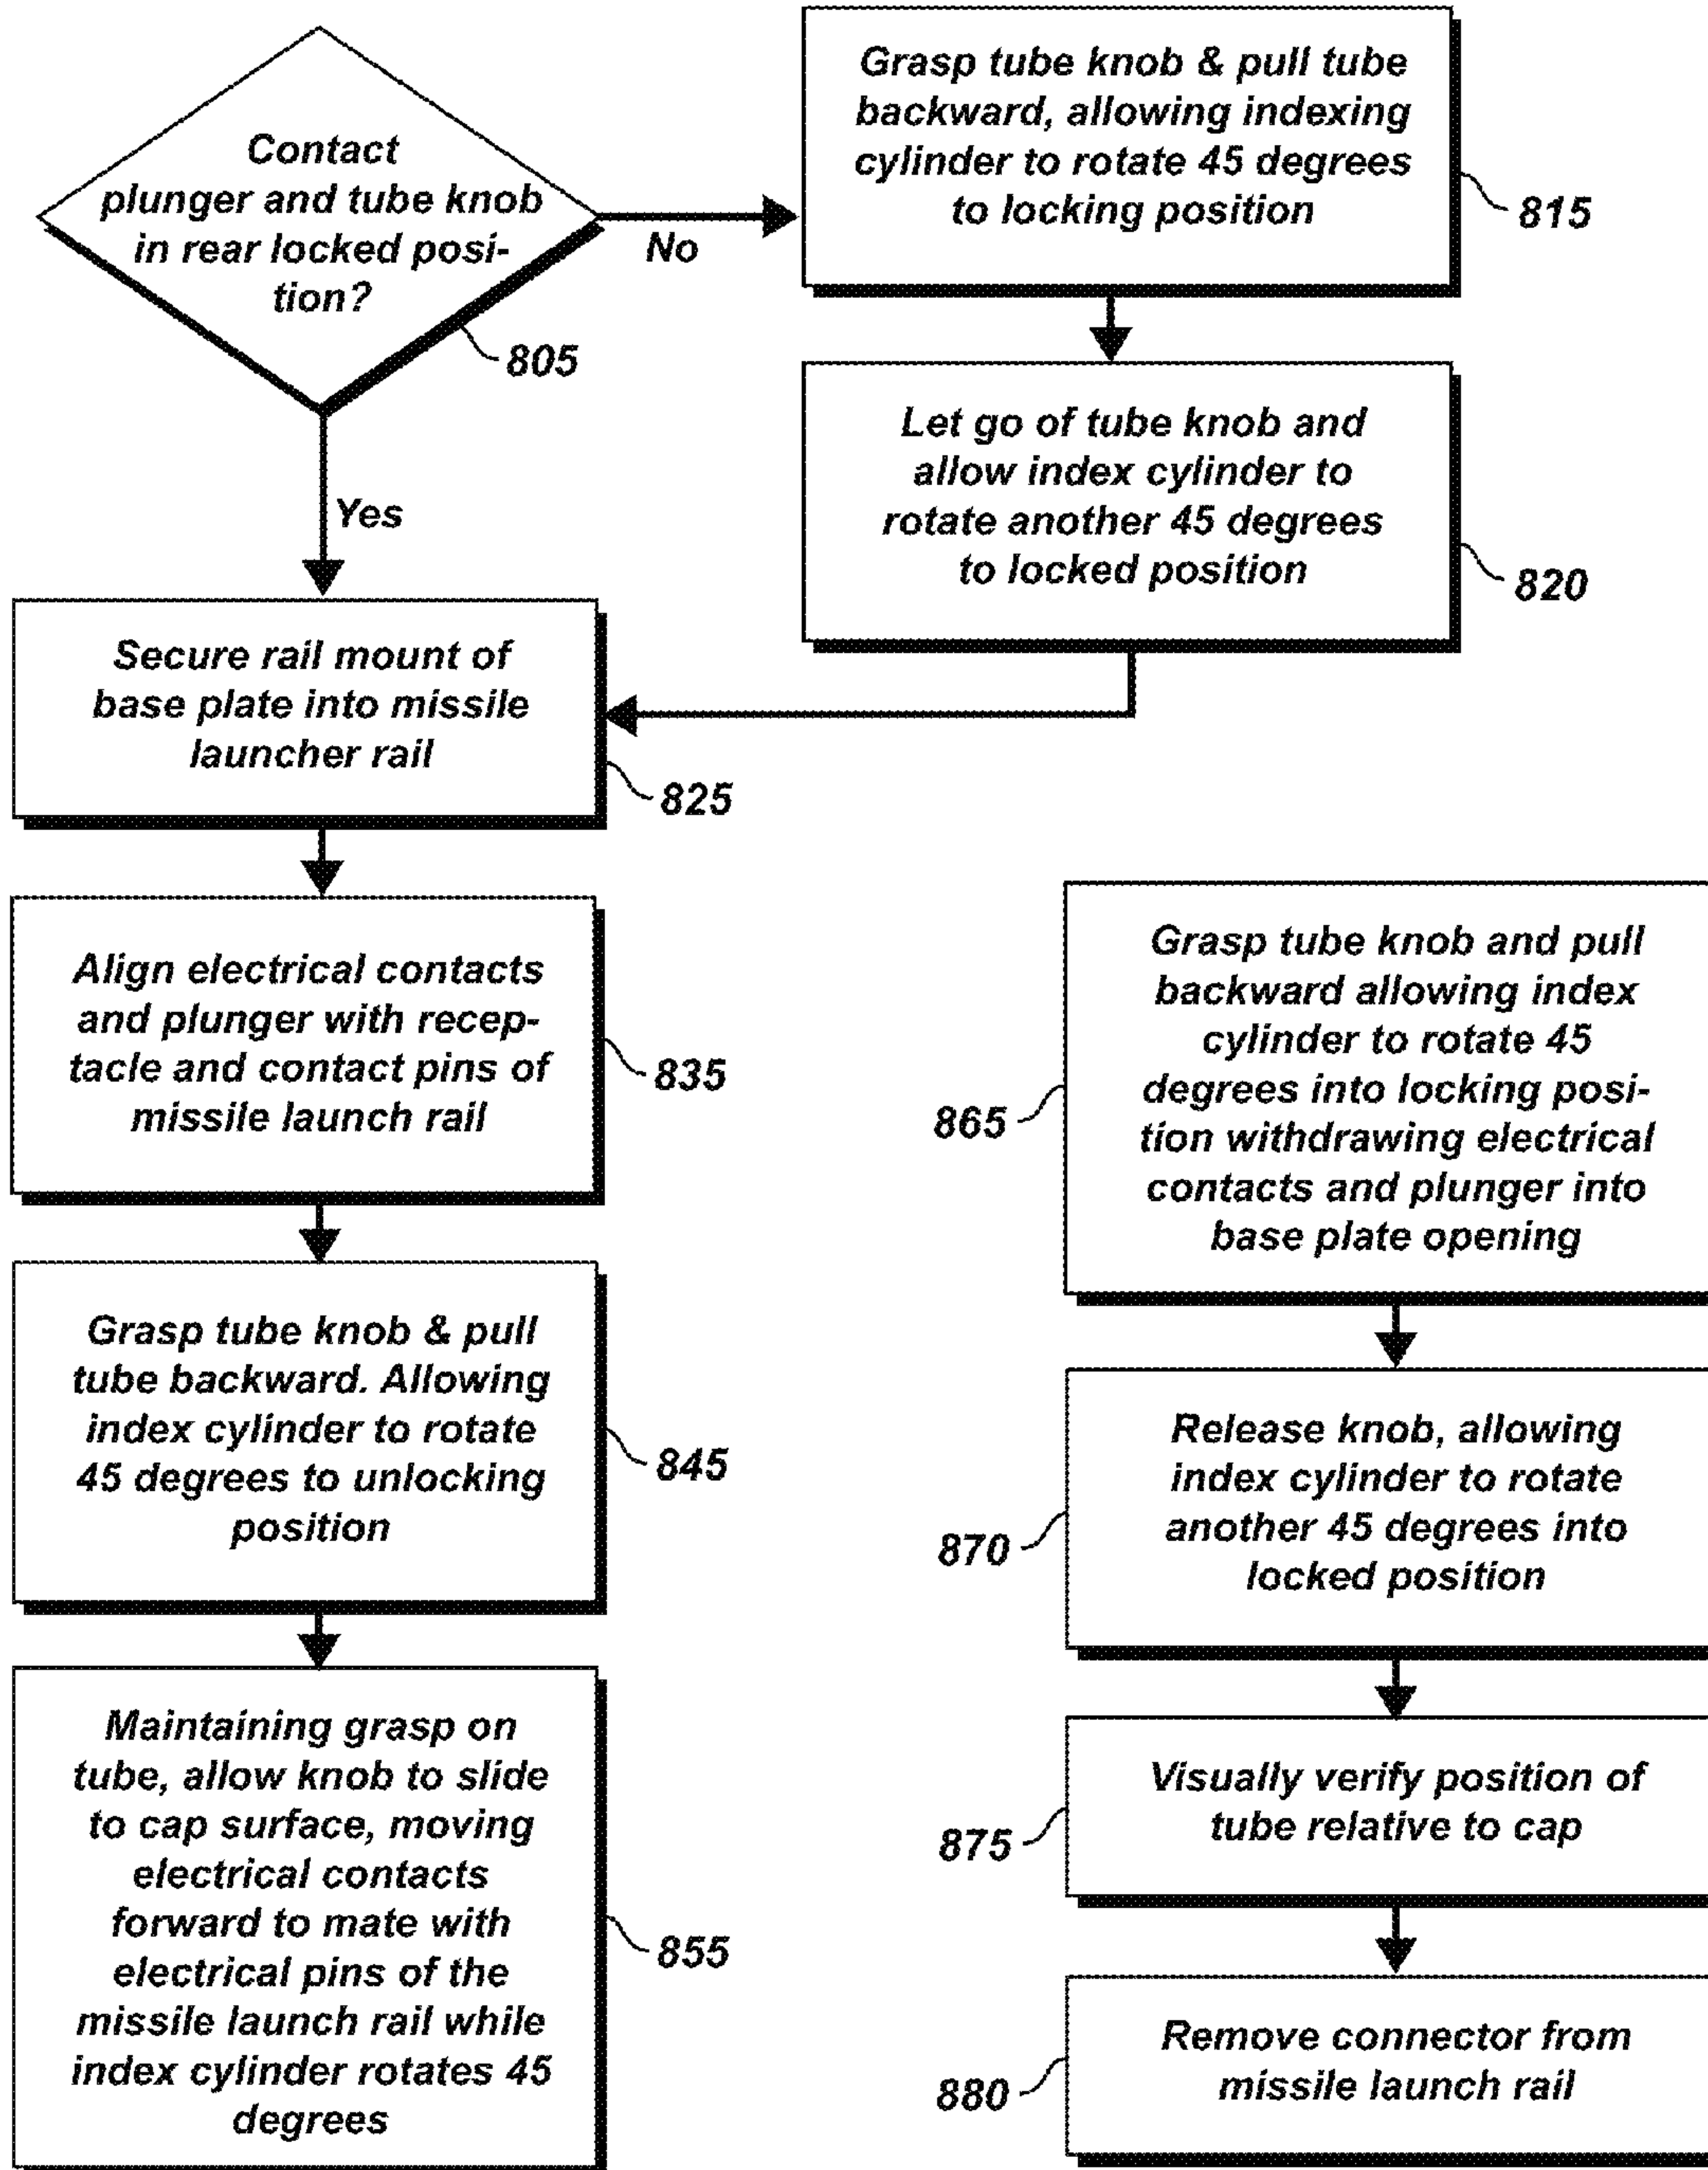 Contact
plunger and tube knob
in rear locked posi-
tion?
805
No
Yes
Grasp tube knob & pull tube
backward, allowing indexing
cylinder to rotate 45 degrees
to locking position
815
Let go of tube knob and
allow index cylinder to
rotate another 45 degrees
to locked position
820
Secure rail mount of
base plate into missile
launcher rail
825
Align electrical contacts
and plunger with recep-
tacle and contact pins of
missile launch rail
835
Grasp tube knob & pull
tube backward. Allowing
index cylinder to rotate
45 degrees to unlocking
position
845
Maintaining grasp on
tube, allow knob to slide
to cap surface, moving
electrical contacts
forward to mate with
electrical pins of the
missile launch rail while
index cylinder rotates 45
degrees
855
Grasp tube knob and pull
backward allowing index
cylinder to rotate 45
degrees into locking posi-
tion withdrawing electrical
contacts and plunger into
base plate opening
865
Release knob, allowing
index cylinder to rotate
another 45 degrees into
locked position
870
Visually verify position of
tube relative to cap
875
Remove connector from
missile launch rail
880